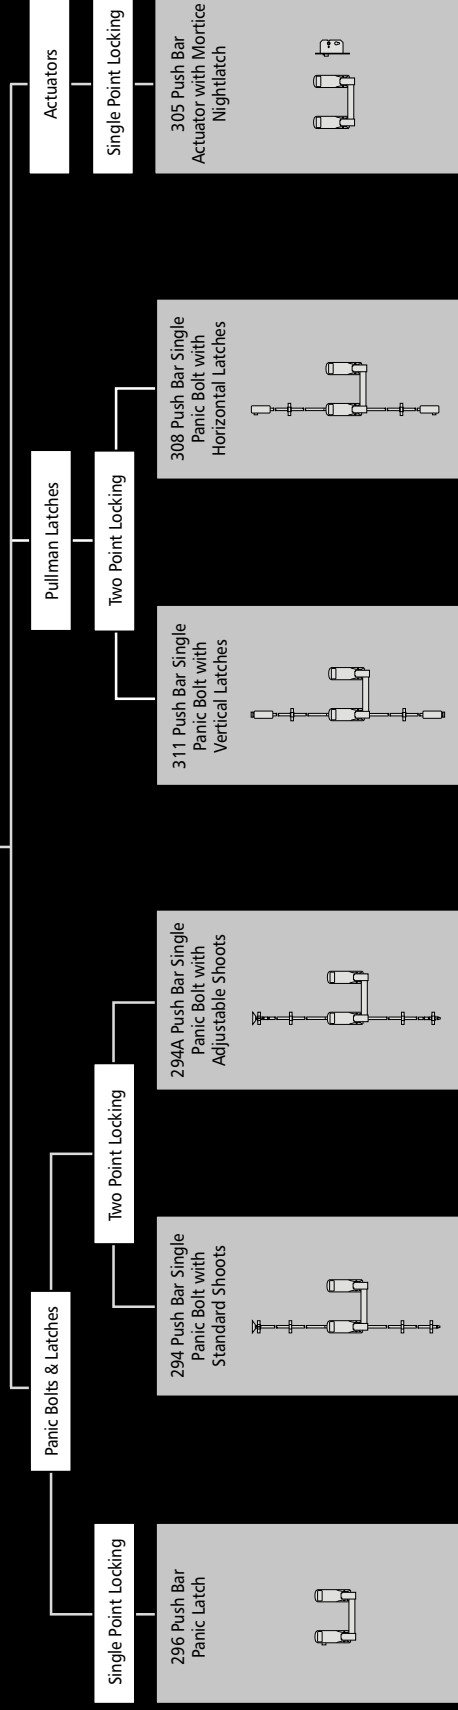 Panic Bolts & Latches
Pullman Latches
Actuators
Single Point Locking
Two Point Locking
Two Point Locking
Single Point Locking
296 Push Bar
Panic Latch
294 Push Bar Single
Panic Bolt with
Standard Shoots
294A Push Bar Single
Panic Bolt with
Adjustable Shoots
311 Push Bar Single
Panic Bolt with
Vertical Latches
308 Push Bar Single
Panic Bolt with
Horizontal Latches
305 Push Bar
Actuator with Mortice
Nightlatch